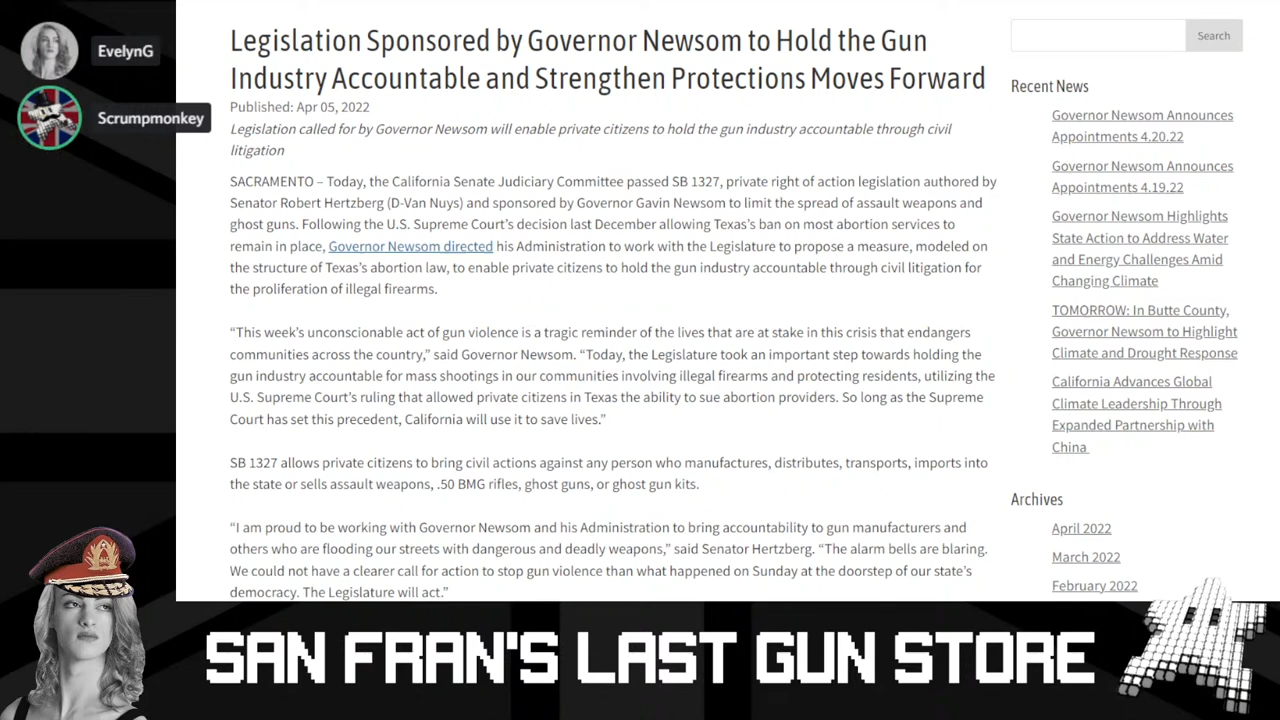 EvelynG
Scrumpmonkey
Legislation Sponsored by Governor Newsom to Hold the Gun
Industry Accountable and Strengthen Protections Moves Forward
Published: Apr 05, 2022
Legislation called for by Governor Newsom will enable private citizens to hold the gun industry accountable through civil
litigation
SACRAMENTO – Today, the California Senate Judiciary Committee passed SB 1327, private right of action legislation authored by
Senator Robert Hertzberg (D-Van Nuys) and sponsored by Governor Gavin Newsom to limit the spread of assault weapons and
ghost guns. Following the U.S. Supreme Court’s decision last December allowing Texas’s ban on most abortion services to
remain in place, Governor Newsom directed his Administration to work with the Legislature to propose a measure, modeled on
the structure of Texas’s abortion law, to enable private citizens to hold the gun industry accountable through civil litigation for
the proliferation of illegal firearms.
“This week’s unconscionable act of gun violence is a tragic reminder of the lives that are at stake in this crisis that endangers
communities across the country,” said Governor Newsom. “Today, the Legislature took an important step towards holding the
gun industry accountable for mass shootings in our communities involving illegal firearms and protecting residents, utilizing the
U.S. Supreme Court’s ruling that allowed private citizens in Texas the ability to sue abortion providers. So long as the Supreme
Court has set this precedent, California will use it to save lives.”
SB 1327 allows private citizens to bring civil actions against any person who manufactures, distributes, transports, imports into
the state or sells assault weapons, .50 BMG rifles, ghost guns, or ghost gun kits.
“I am proud to be working with Governor Newsom and his Administration to bring accountability to gun manufacturers and
others who are flooding our streets with dangerous and deadly weapons,” said Senator Hertzberg. “The alarm bells are blaring.
We could not have a clearer call for action to stop gun violence than what happened on Sunday at the doorstep of our state’s
democracy. The Legislature will act.”
Search
Recent News
Governor Newsom Announces
Appointments 4.20.22
Governor Newsom Announces
Appointments 4.19.22
Governor Newsom Highlights
State Action to Address Water
and Energy Challenges Amid
Changing Climate
TOMORROW: In Butte County,
Governor Newsom to Highlight
Climate and Drought Response
California Advances Global
Climate Leadership Through
Expanded Partnership with
China
Archives
April 2022
March 2022
February 2022
SAN FRAN'S LAST GUN STORE